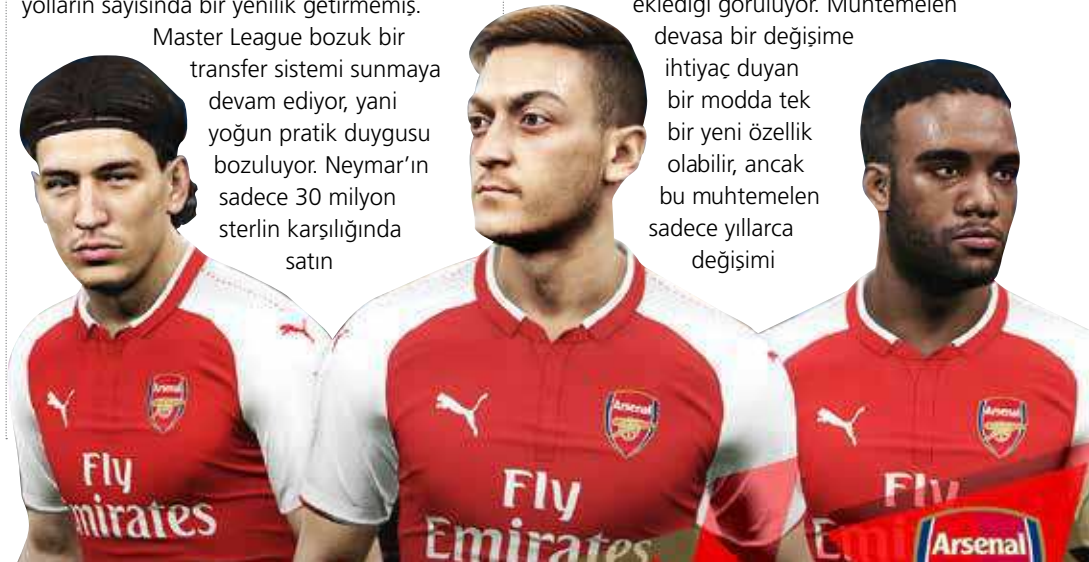 yolların sayısında bir yenilik getirmemiş.
Master League bozuk bir
transfer sistemi sunmaya
devam ediyor, yani
yoğun pratik duygusu
bozuluyor. Neymar’ın
sadece 30 milyon
sterlin karşılığında
satın
eklediği görülüyor. Muhtemelen
devasa bir değişime
ihtiyaç duyan
bir modda tek
bir yeni özellik
olabilir, ancak
bu muhtemelen
sadece yıllarca
değişimi
Arsenal
Fly
Emirates
Arsenal
Fly
Emirates
Arsenal
Fly
Arsenal